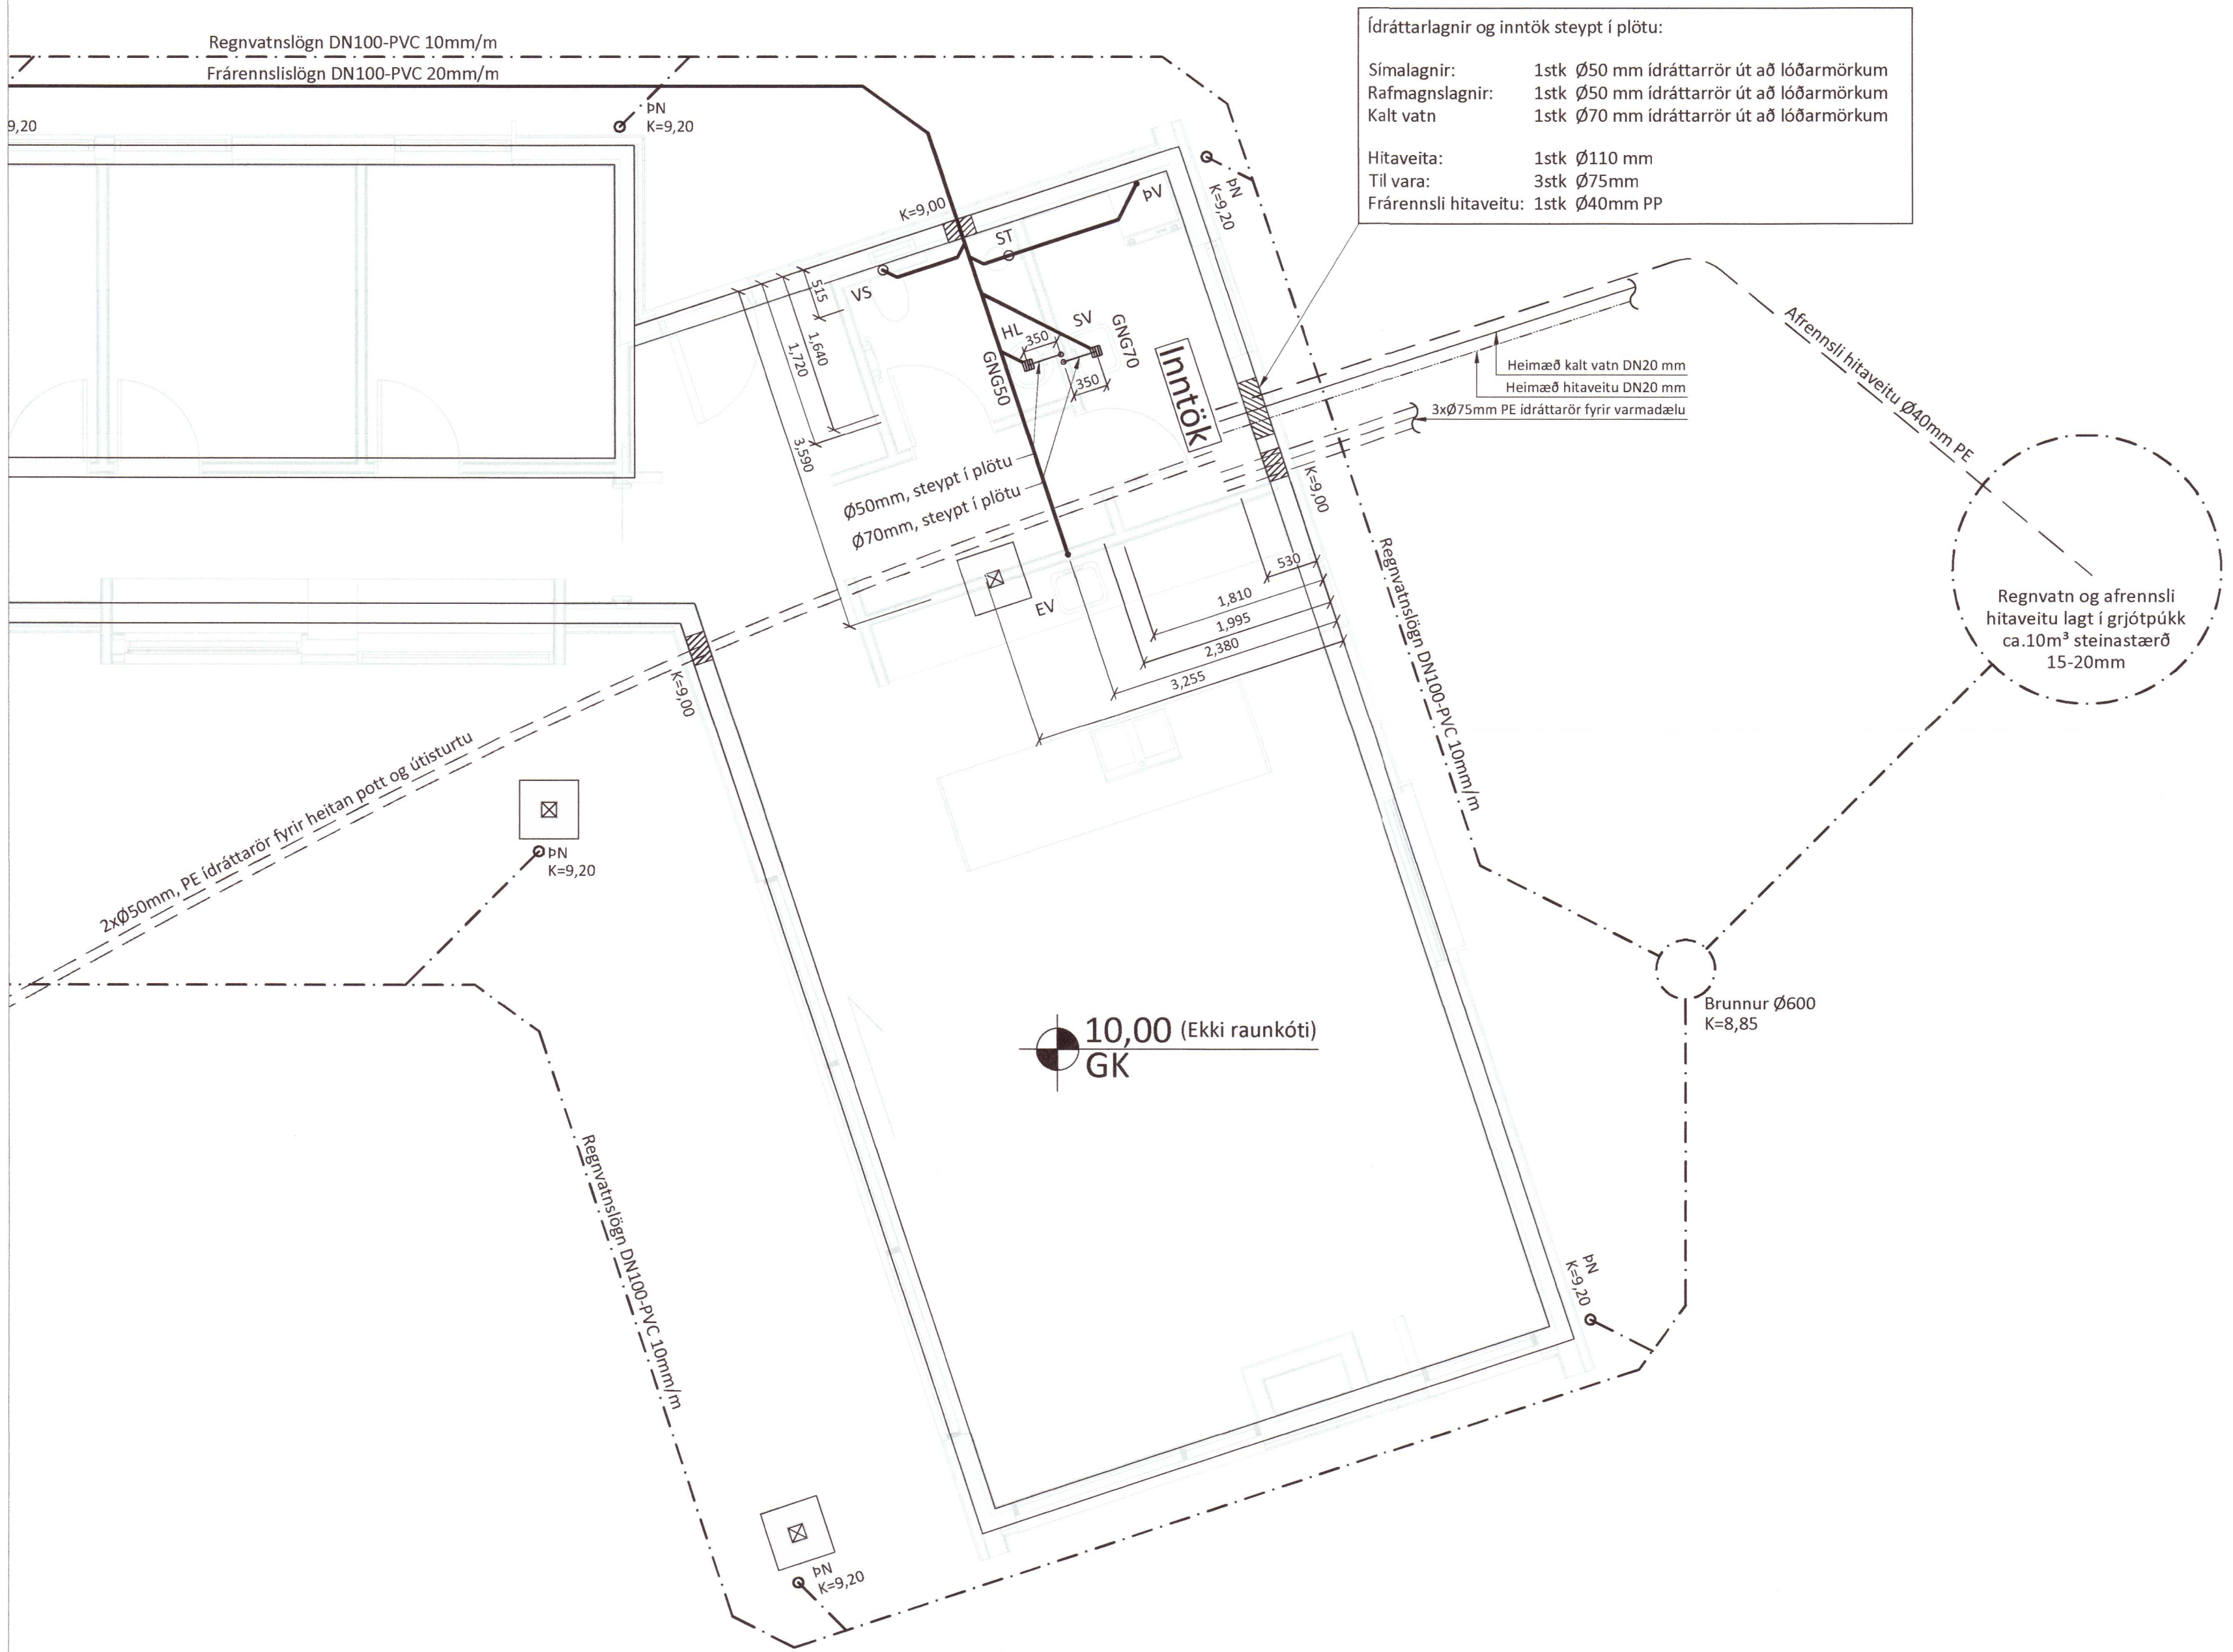 Regnvatnslögn DN100-PVC 10mm/m
Frárennslislögn DN100-PVC 20mm/m
Ídráttarlagnir og inntök steypt í plötu:
Símalagnir: 1stk Ø50 mm ídráttarrör út að lóðarmörkum
Rafmagnslagnir: 1stk Ø50 mm ídráttarrör út að lóðarmörkum
Kalt vatn 1stk Ø70 mm ídráttarrör út að lóðarmörkum
Hitaveita: 1stk Ø110 mm
Til vara: 3stk Ø75mm
Frárennsli hitaveitu: 1stk Ø40mm PP
9,20
ÞN
K=9,20
K=9,00
ÞV
ÞN
K=9,20
ST
VS
515
1,640
1,720
3,590
HL
350
SV
GNG70
GNG50
350
Inntök
Heimæð kalt vatn DN20 mm
Heimæð hitaveitu DN20 mm
3xØ75mm PE ídráttarör fyrir varmadælu
Afrennsli hitaveitu Ø40mm PE
Ø50mm, steypt í plötu
Ø70mm, steypt í plötu
K=9,00
EV
530
1,810
1,995
2,380
3,255
Regnvatnslögn DN100-PVC 10mm/m
Regnvatn og afrennsli
hitaveitu lagt í grjótpúkk
ca.10m³ steinastærð
15-20mm
K=9,00
2xØ50mm, PE ídráttarör fyrir heitan pott og útisturtu
ÞN
K=9,20
Brunnur Ø600
K=8,85
10,00 (Ekki raunkóti)
GK
Regnvatnslögn DN100-PVC 10mm/m
ÞN
K=9,20
ÞN
K=9,20